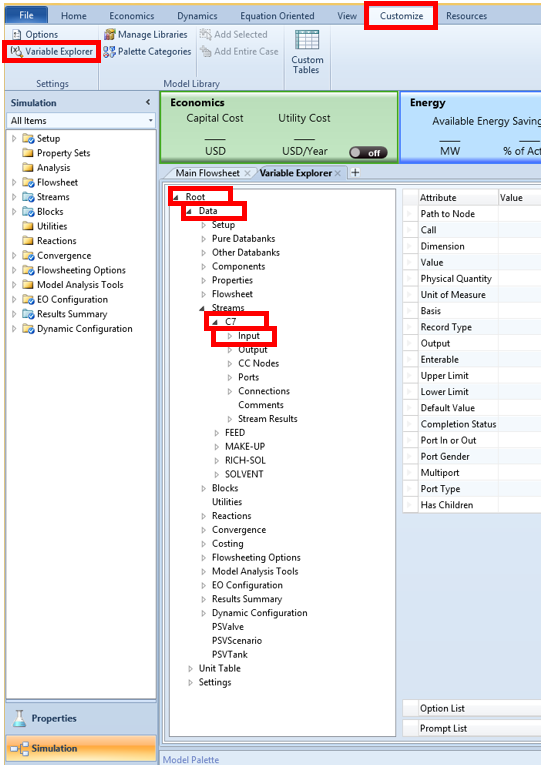 File Home Economics Dynamics Equation Oriented View Customize Resources
Options Manage Libraries Add Selected
Variable Explorer Palette Categories Add Entire Case
Custom
Tables
Settings Model Library
Simulation
All Items
Setup
Property Sets
Analysis
Flowsheet
Streams
Blocks
Utilities
Reactions
Convergence
Flowsheeting Options
Model Analysis Tools
EO Configuration
Results Summary
Dynamic Configuration
Properties
Simulation
Economics
Capital Cost Utility Cost
USD USD/Year off
Energy
Available Energy Saving
MW % of Act
Main Flowsheet Variable Explorer
Root
Data
Setup
Pure Databanks
Other Databanks
Components
Properties
Flowsheet
Streams
C7
Input
Output
CC Nodes
Ports
Connections
Comments
Stream Results
FEED
MAKE-UP
RICH-SOL
SOLVENT
Blocks
Utilities
Reactions
Convergence
Costing
Flowsheeting Options
Model Analysis Tools
EO Configuration
Results Summary
Dynamic Configuration
PSValve
PSVScenario
PSVTank
Unit Table
Settings
Attribute Value
Path to Node
Call
Dimension
Value
Physical Quantity
Unit of Measure
Basis
Record Type
Output
Enterable
Upper Limit
Lower Limit
Default Value
Completion Status
Port In or Out
Port Gender
Multiport
Port Type
Has Children
Option List
Prompt List
Model Palette